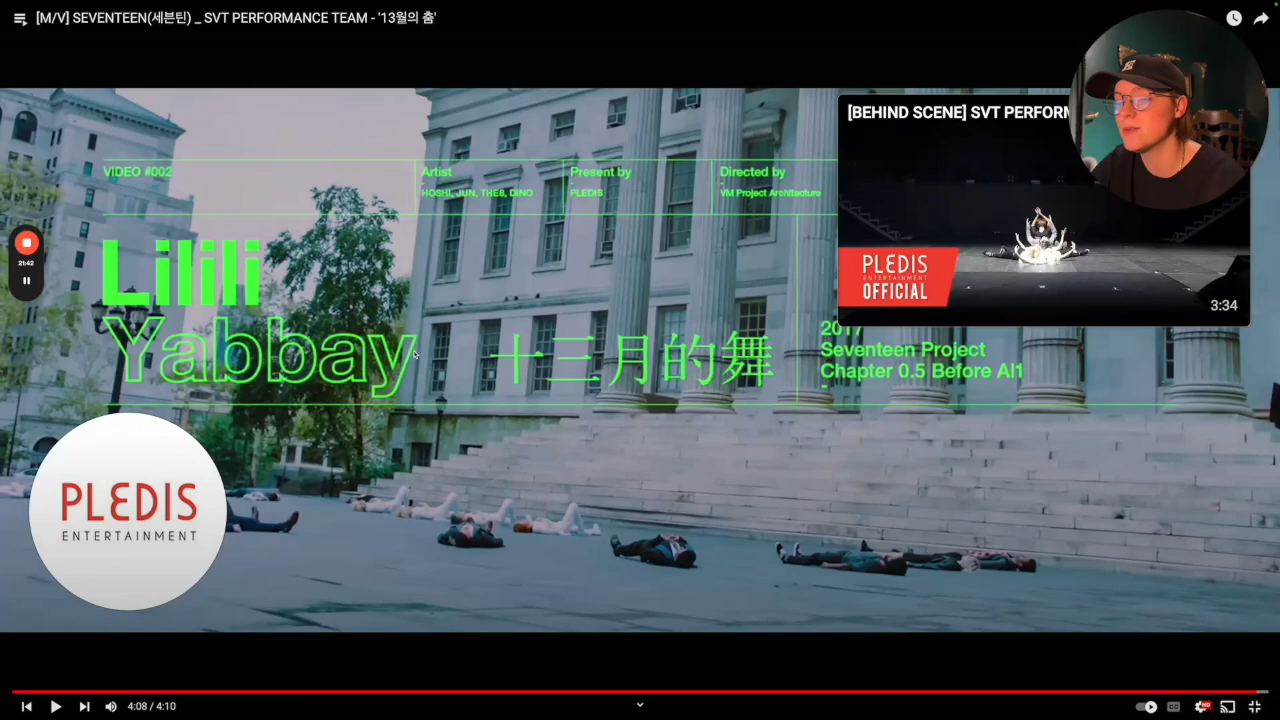 [M/V] SEVENTEEN(세븐틴) _ SVT PERFORMANCE TEAM - '13월의 춤'
[BEHIND SCENE] SVT PERFORM
VIDEO #002
Artist
HOSHI, JUN, THE8, DINO
Present by
PLEDIS
Directed by
VM Project Architecture
21:42
Lilili
Yabbay
十三月的舞
PLEDIS
ENTERTAINMENT
OFFICIAL
3:34
2017
Seventeen Project
Chapter 0.5 Before Al1
PLEDIS
ENTERTAINMENT
4:08 / 4:10
CC
HD